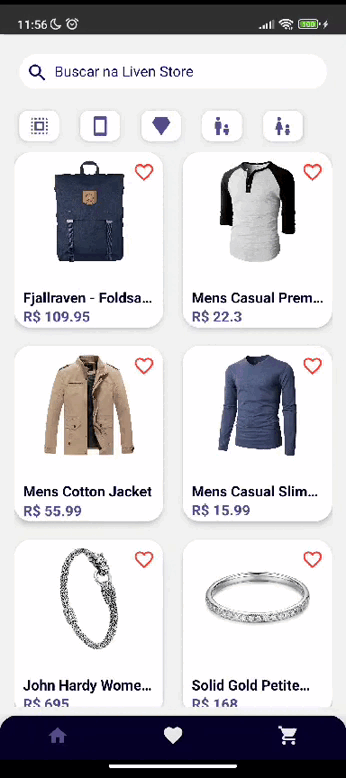 11:56
100
Buscar na Liven Store
Fjallraven - Foldsa...
R$ 109.95
Mens Casual Prem...
R$ 22.3
Mens Cotton Jacket
R$ 55.99
Mens Casual Slim...
R$ 15.99
John Hardy Wome...
R$ 695
Solid Gold Petite...
R$ 168